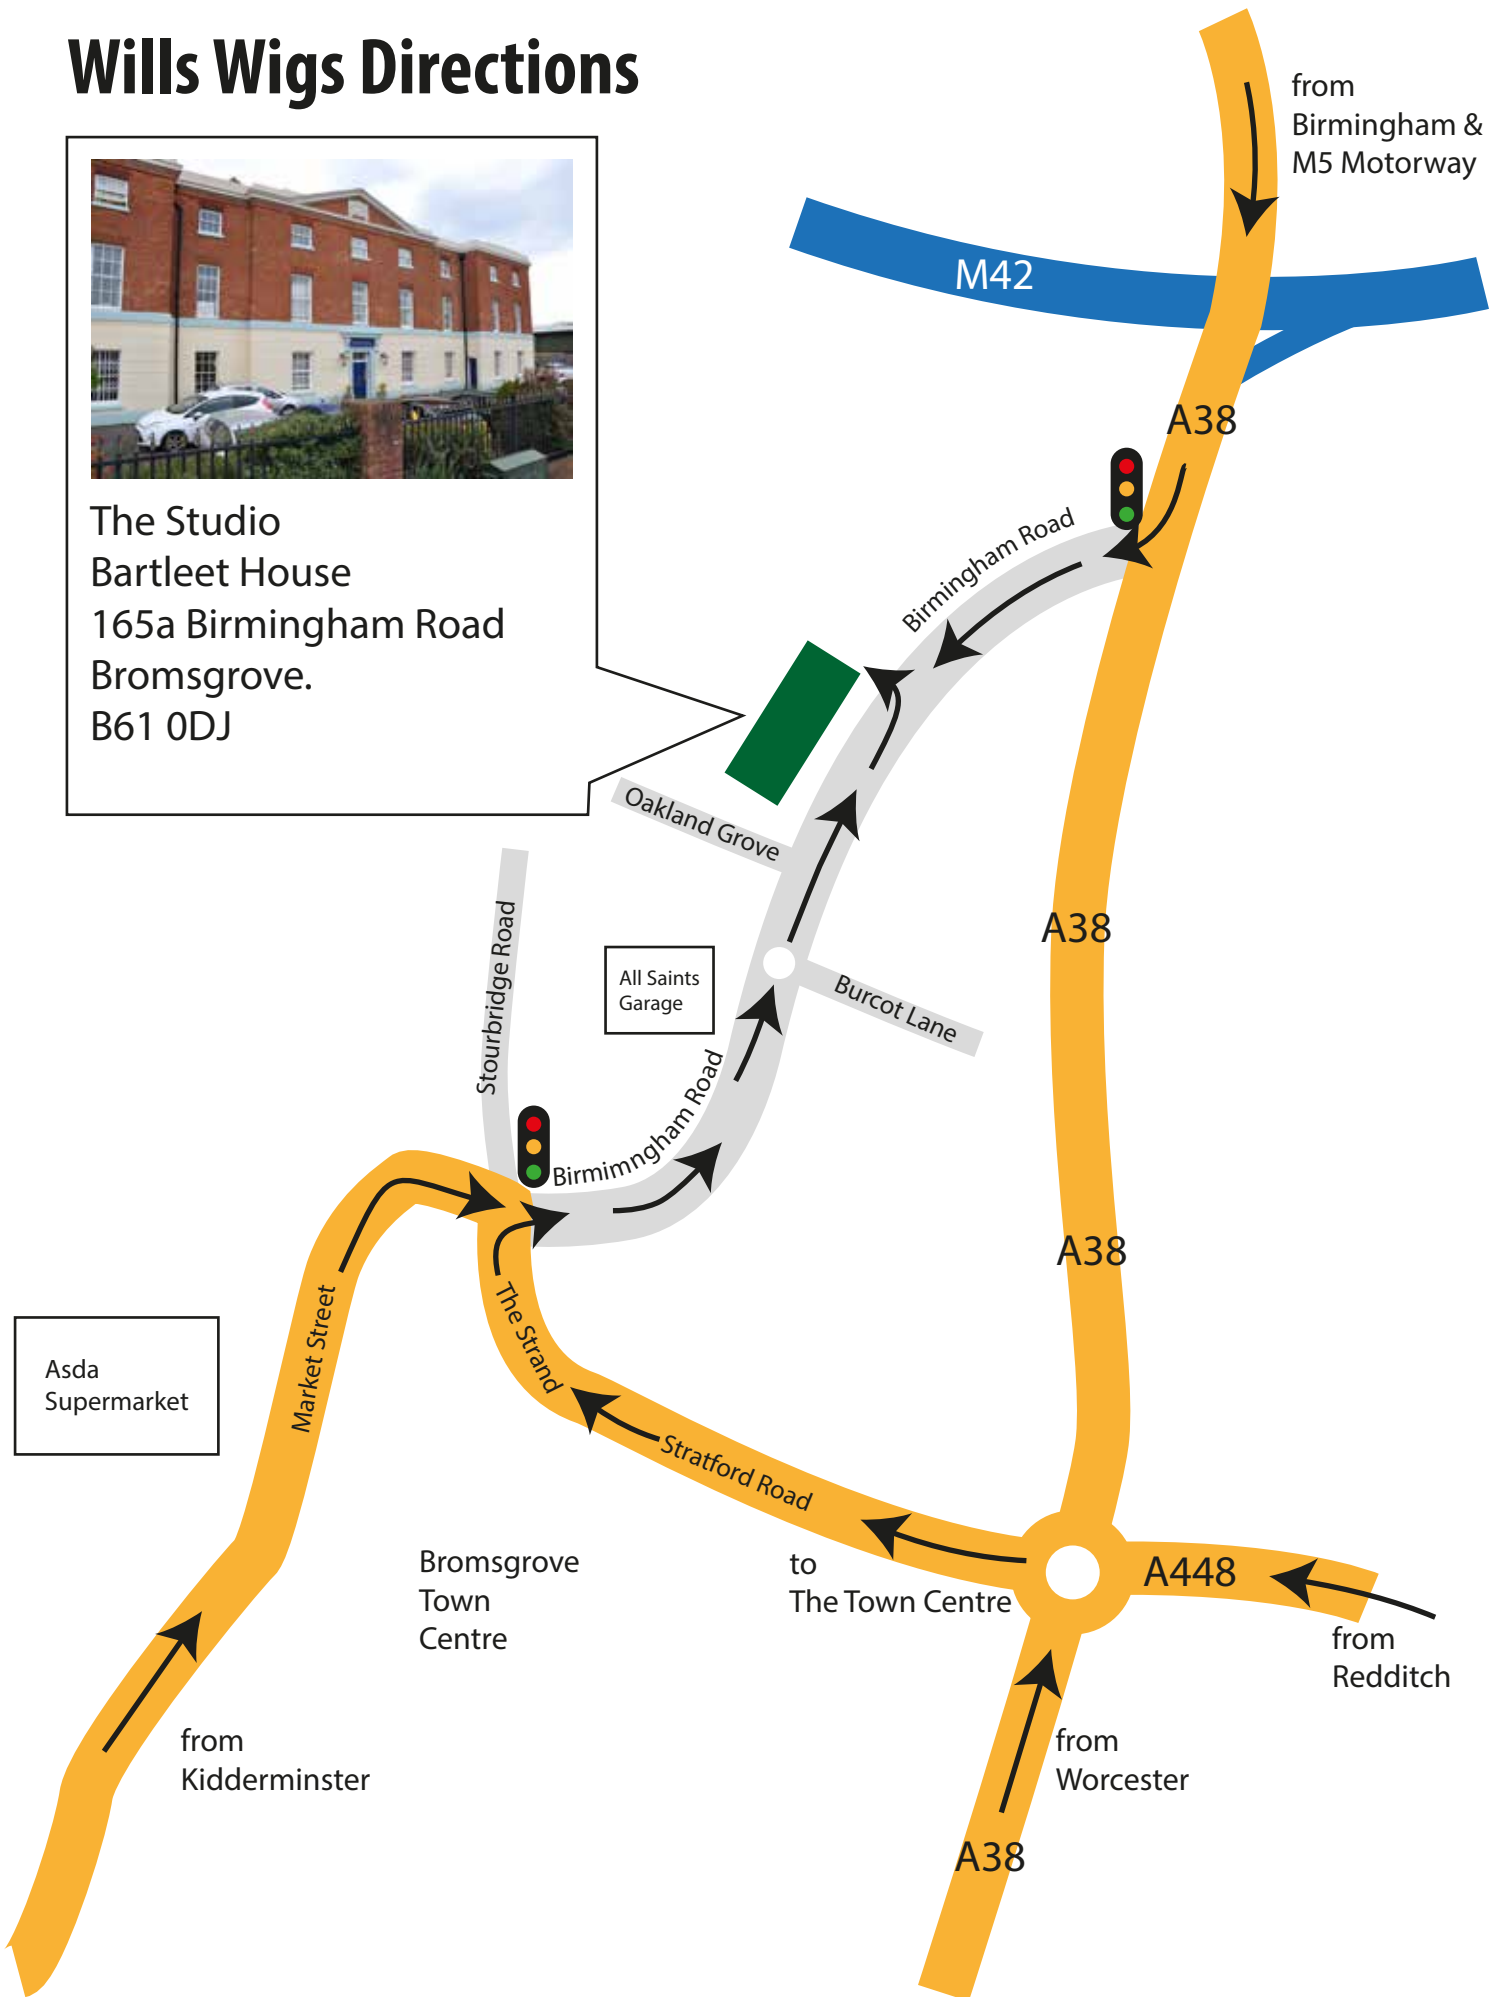 Wills Wigs Directions
from
Birmingham &
M5 Motorway
M42
The Studio
Bartleet House
165a Birmingham Road
Bromsgrove.
B61 0DJ
A38
Birmingham Road
Oakland Grove
Stourbridge Road
All Saints
Garage
Burcot Lane
A38
Birmimngham Road
A38
The Strand
Market Street
Asda
Supermarket
Stratford Road
Bromsgrove
Town
Centre
to
The Town Centre
A448
from
Redditch
from
Kidderminster
from
Worcester
A38